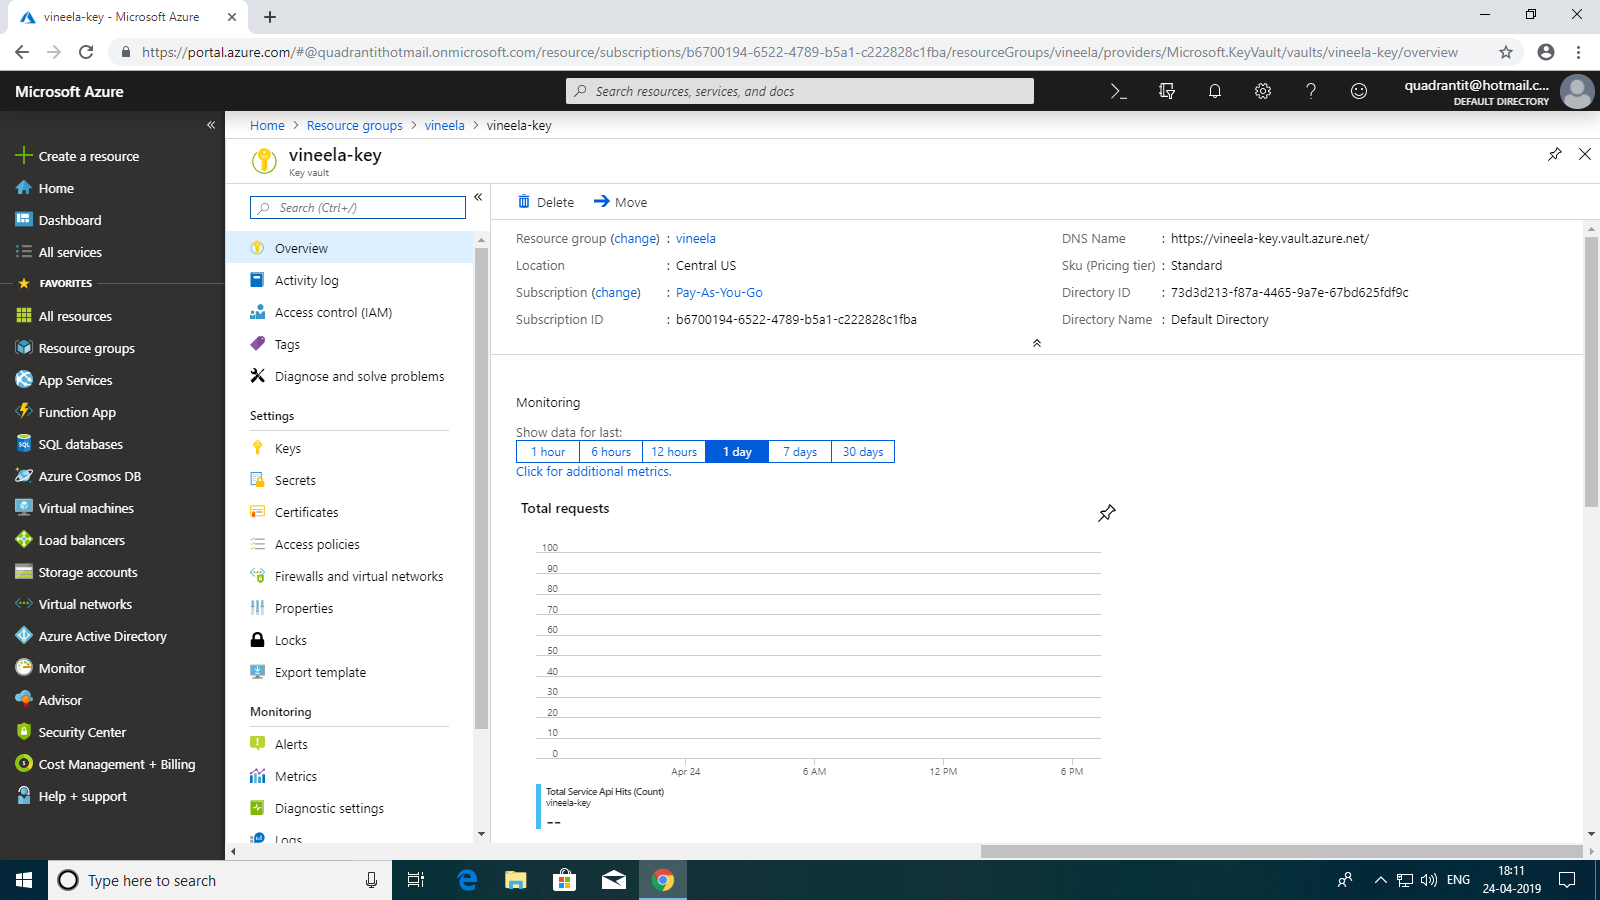 vineela-key - Microsoft Azure
https://portal.azure.com/#@quadrantithotmail.onmicrosoft.com/resource/subscriptions/b6700194-6522-4789-b5a1-c222828c1fba/resourceGroups/vineela/providers/Microsoft.KeyVault/vaults/vineela-key/overview
Microsoft Azure
Search resources, services, and docs
quadrantit@hotmail.c...
DEFAULT DIRECTORY
Home > Resource groups > vineela > vineela-key
Create a resource
Home
Dashboard
All services
FAVORITES
All resources
Resource groups
App Services
Function App
SQL databases
Azure Cosmos DB
Virtual machines
Load balancers
Storage accounts
Virtual networks
Azure Active Directory
Monitor
Advisor
Security Center
Cost Management + Billing
Help + support
vineela-key
Key vault
Search (Ctrl+/)
Overview
Activity log
Access control (IAM)
Tags
Diagnose and solve problems
Settings
Keys
Secrets
Certificates
Access policies
Firewalls and virtual networks
Properties
Locks
Export template
Monitoring
Alerts
Metrics
Diagnostic settings
Logs
Delete Move
Resource group (change) : vineela
Location : Central US
Subscription (change) : Pay-As-You-Go
Subscription ID : b6700194-6522-4789-b5a1-c222828c1fba
DNS Name : https://vineela-key.vault.azure.net/
Sku (Pricing tier) : Standard
Directory ID : 73d3d213-f87a-4465-9a7e-67bd625fdf9c
Directory Name : Default Directory
Monitoring
Show data for last:
1 hour 6 hours 12 hours 1 day 7 days 30 days
Click for additional metrics.
Total requests
100
90
80
70
60
50
40
30
20
10
0
Apr 24 6 AM 12 PM 6 PM
Total Service Api Hits (Count)
vineela-key
--
Type here to search
ENG
18:11
24-04-2019